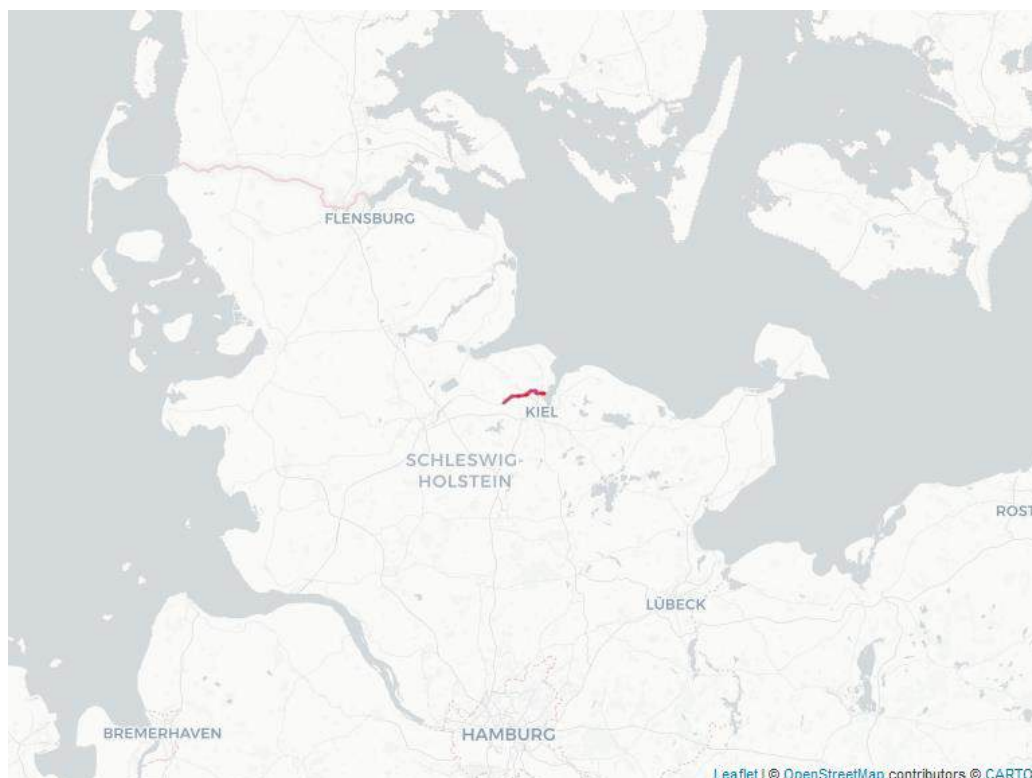 FLENSBURG
KIEL
SCHLESWIG-
HOLSTEIN
ROST
LÜBECK
BREMERHAVEN
HAMBURG
Leaflet | © OpenStreetMap contributors © CARTO